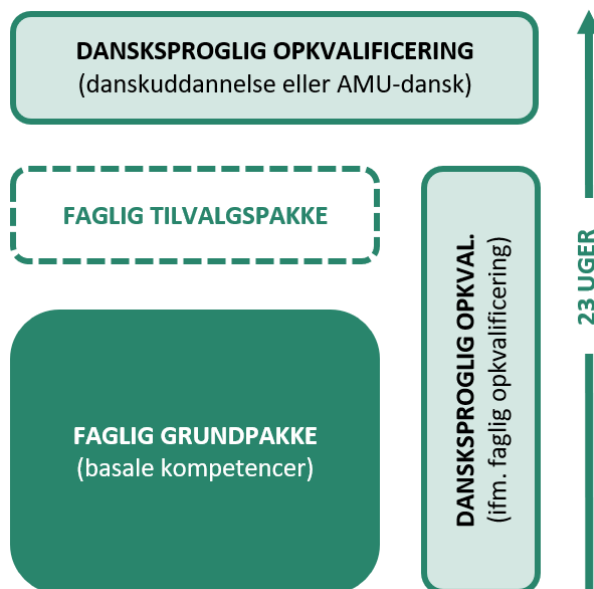 DANSKSPROGLIG OPKVALIFICERING
(danskuddannelse eller AMU-dansk)
FAGLIG TILVALGSPAKKE
FAGLIG GRUNDPAKKE
(basale kompetencer)
DANSKSPROGLIG OPKVAL.
(ifm. faglig opkvalificering)
23 UGER